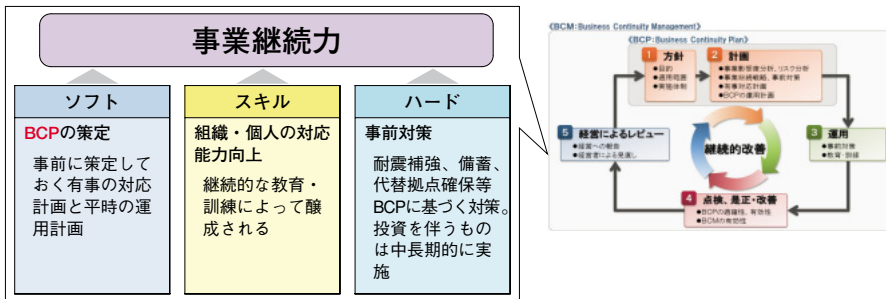 事業継続力
ソフト
BCPの策定
事前に策定して
おく有事の対応
計画と平時の運
用計画
スキル
組織・個人の対応
能力向上
継続的な教育・
訓練によって醸
成される
ハード
事前対策
耐震補強、備蓄、
代替拠点確保等
BCPに基づく対策。
投資を伴うもの
は中長期的に実
施
《BCM:Business Continuity Management》
《BCP:Business Continuity Plan》
1 方針
●目的
●適用範囲
●実施体制
2 計画
●事業影響度分析、リスク分析
●事業継続戦略、事前対策
●有事対応計画
●BCPの運用計画
3 運用
●事前対策
●教育・訓練
4 点検、是正・改善
●BCPの適確性、有効性
●BCMの有効性
5 経営によるレビュー
●経営への報告
●経営者による見直し
継続的改善